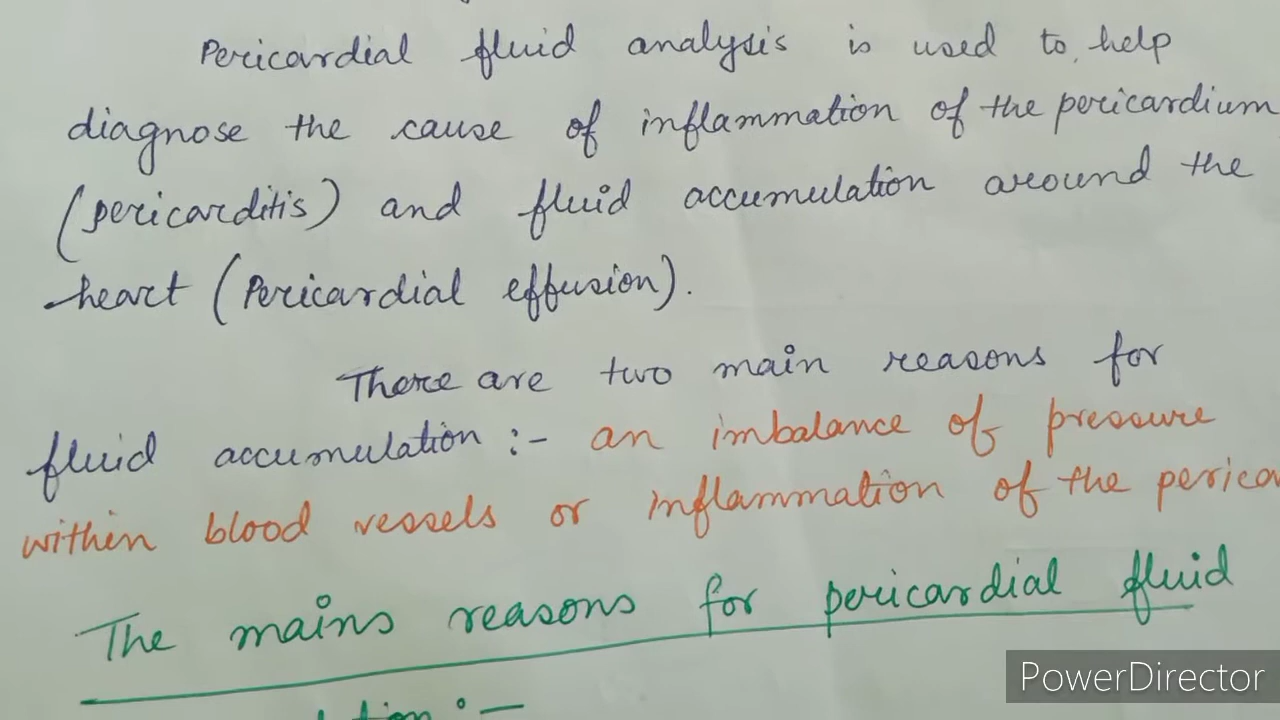 Pericardial fluid analysis is used to help
diagnose the cause of inflammation of the pericardium
(pericarditis) and fluid accumulation around the
heart (Pericardial effusion).
There are two main reasons for
fluid accumulation :- an imbalance of pressure
within blood vessels or inflammation of the perica
The mains reasons for pericardial fluid
PowerDirector